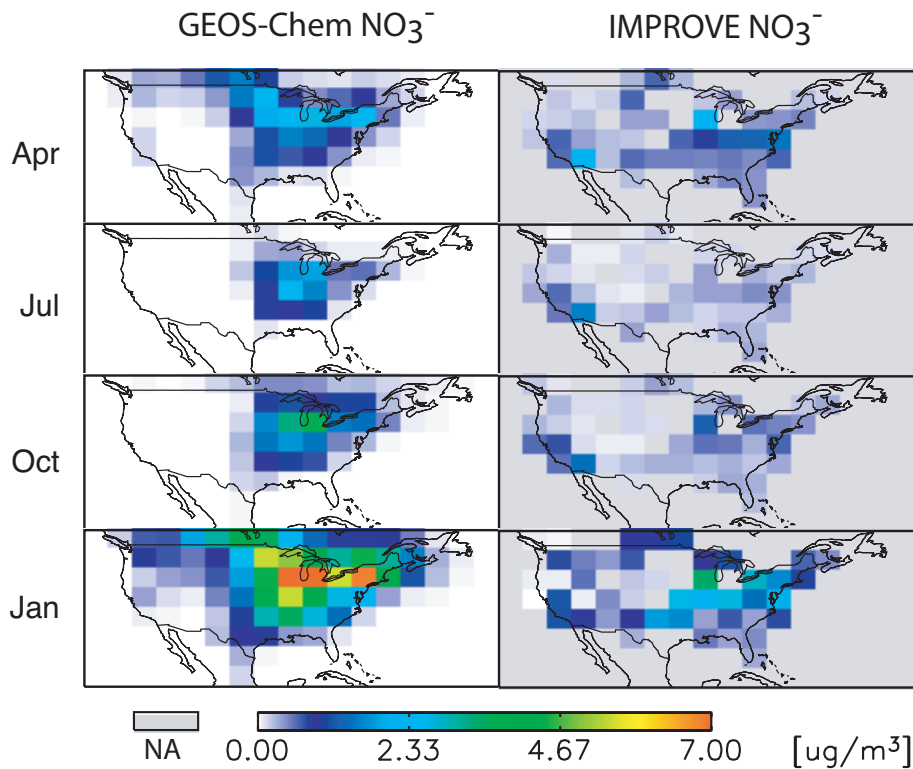 GEOS-Chem NO₃⁻ IMPROVE NO₃⁻
Apr
Jul
Oct
Jan
NA
0.00 2.33 4.67 7.00 [ug/m³]